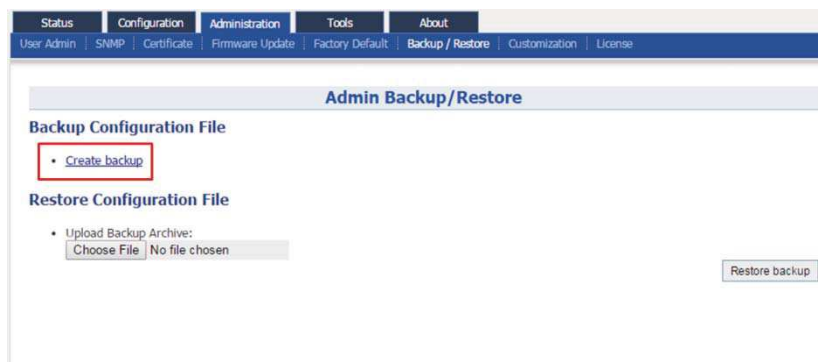 Status Configuration Administration Tools About
User Admin SNMP Certificate Firmware Update Factory Default Backup / Restore Customization License
Admin Backup/Restore
Backup Configuration File
• Create backup
Restore Configuration File
• Upload Backup Archive:
Choose File No file chosen
Restore backup